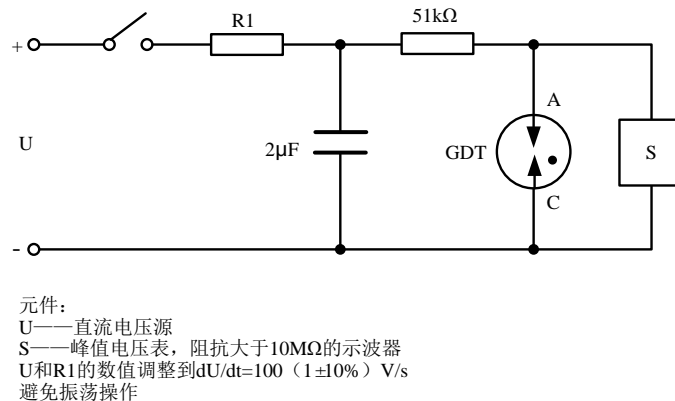 R1
51kΩ
+
A
U
2μF
GDT
S
C
-
元件：
U——直流电压源
S——峰值电压表，阻抗大于10MΩ的示波器
U和R1的数值调整到dU/dt=100（1±10%）V/s
避免振荡操作